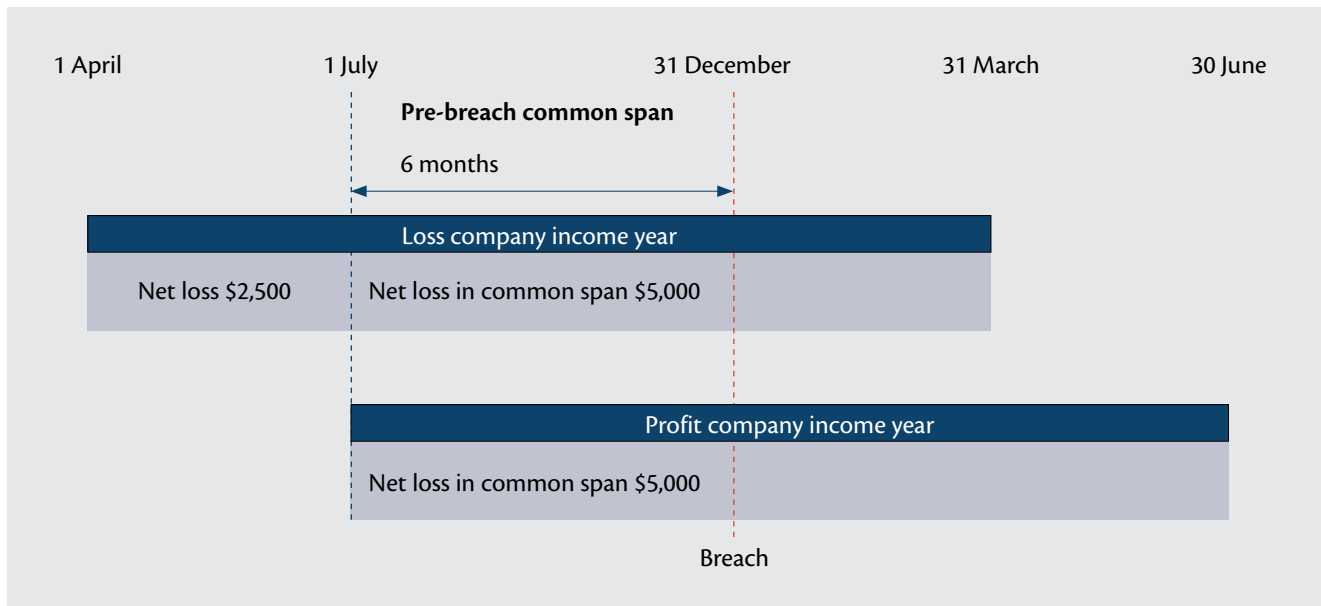 1 April 1 July 31 December 31 March 30 June
Pre-breach common span
6 months
Loss company income year
Net loss $2,500 Net loss in common span $5,000
Profit company income year
Net loss in common span $5,000
Breach